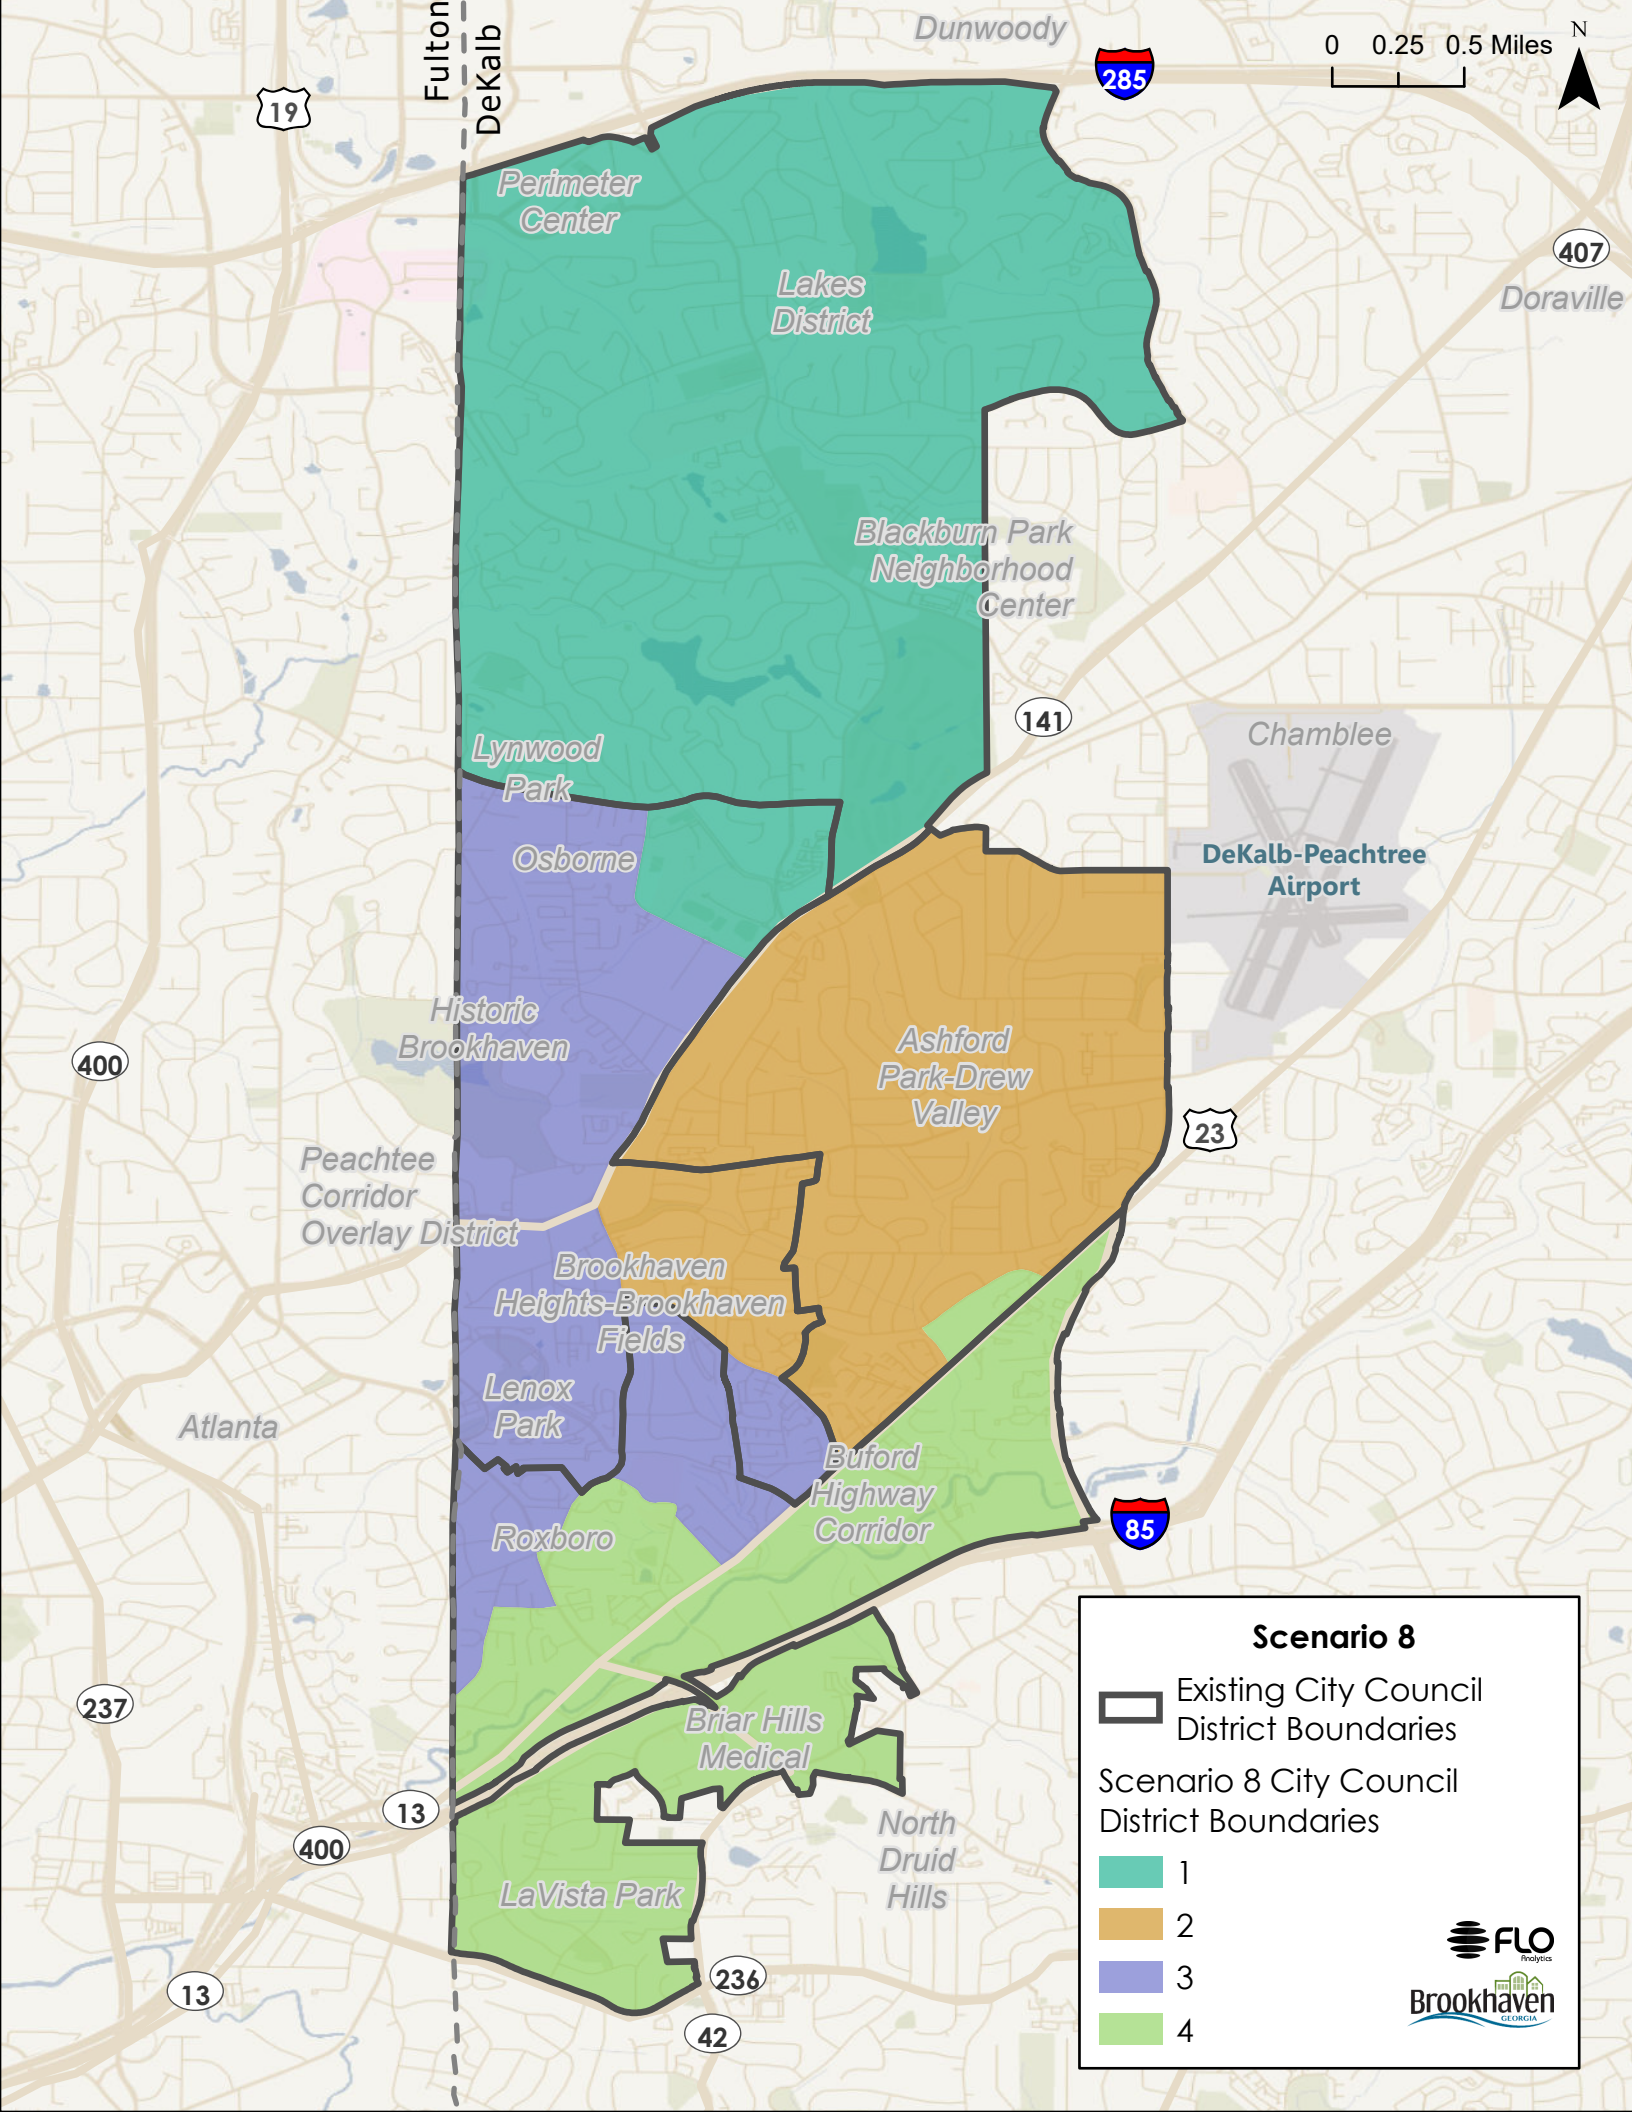 Fulton
DeKalb
Dunwoody
285
0 0.25 0.5 Miles
N
19
407
Doraville
Perimeter
Center
Lakes
District
Blackburn Park
Neighborhood
Center
141
Chamblee
Lynwood
Park
Osborne
DeKalb-Peachtree
Airport
Historic
Brookhaven
400
Ashford
Park-Drew
Valley
23
Peachtee
Corridor
Overlay District
Brookhaven
Heights-Brookhaven
Fields
Lenox
Park
Atlanta
Buford
Highway
Corridor
85
Roxboro
237
Briar Hills
Medical
13
400
North
Druid
Hills
LaVista Park
236
13
42
Scenario 8
Existing City Council
District Boundaries
Scenario 8 City Council
District Boundaries
1
2
3
4
FLO
Analytics
Brookhaven
GEORGIA